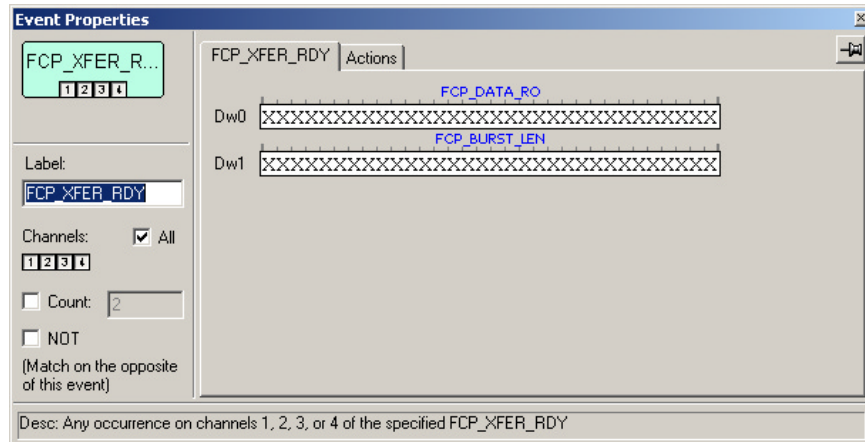 Event Properties
FCP_XFER_R...
1 2 3 4
Label:
FCP_XFER_RDY
Channels:
All
1 2 3 4
Count:
2
NOT
(Match on the opposite
of this event)
FCP_XFER_RDY
Actions
FCP_DATA_RO
Dw0 XXXXXXXXXXXXXXXXXXXXXXXXXXXXXXXX
FCP_BURST_LEN
Dw1 XXXXXXXXXXXXXXXXXXXXXXXXXXXXXXXX
Desc: Any occurrence on channels 1, 2, 3, or 4 of the specified FCP_XFER_RDY